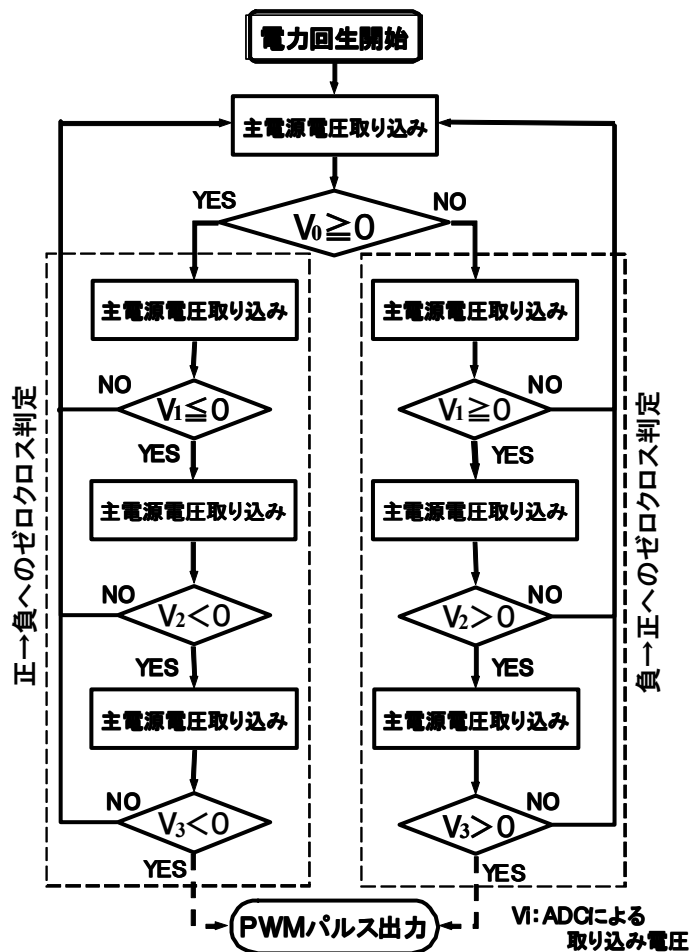 電力回生開始
主電源電圧取り込み
YES
NO
V0≧0
主電源電圧取り込み
NO
V1≦0
YES
主電源電圧取り込み
NO
V2<0
YES
主電源電圧取り込み
NO
V3<0
YES
正→負へのゼロクロス判定
主電源電圧取り込み
NO
V1≧0
YES
主電源電圧取り込み
NO
V2>0
YES
主電源電圧取り込み
NO
V3>0
YES
負→正へのゼロクロス判定
PWMパルス出力
Vi:ADCによる
取り込み電圧